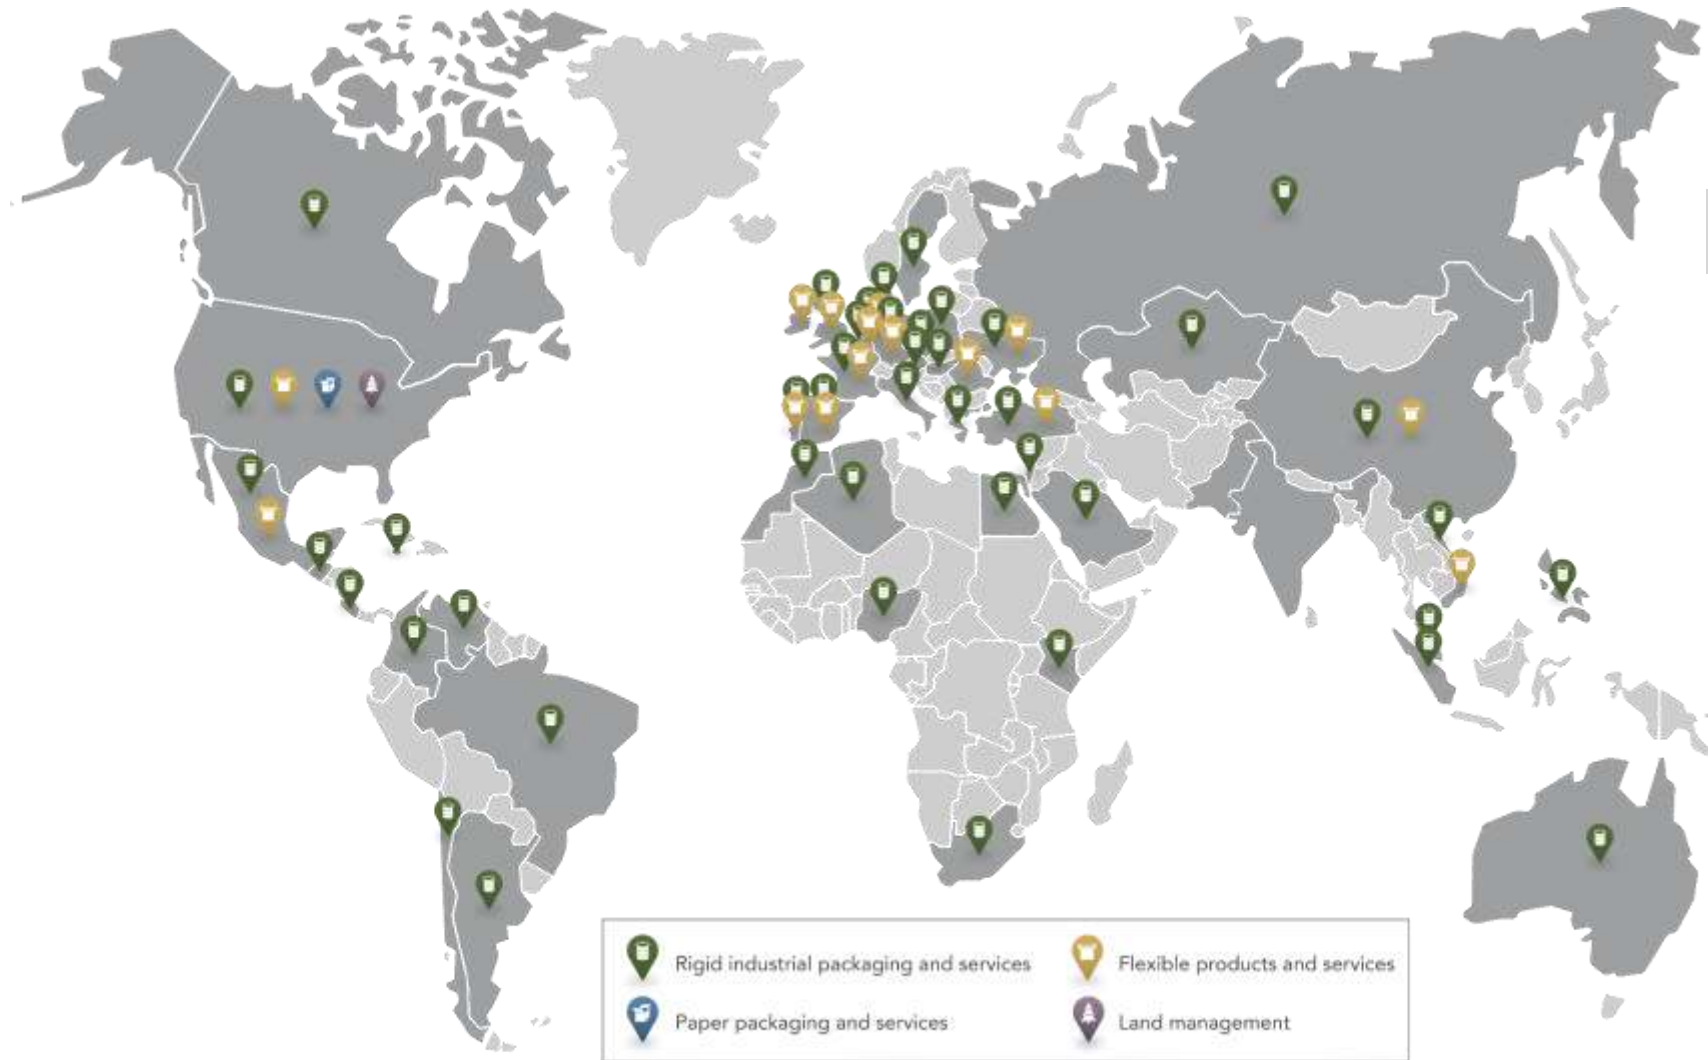 Rigid industrial packaging and services
Flexible products and services
Paper packaging and services
Land management